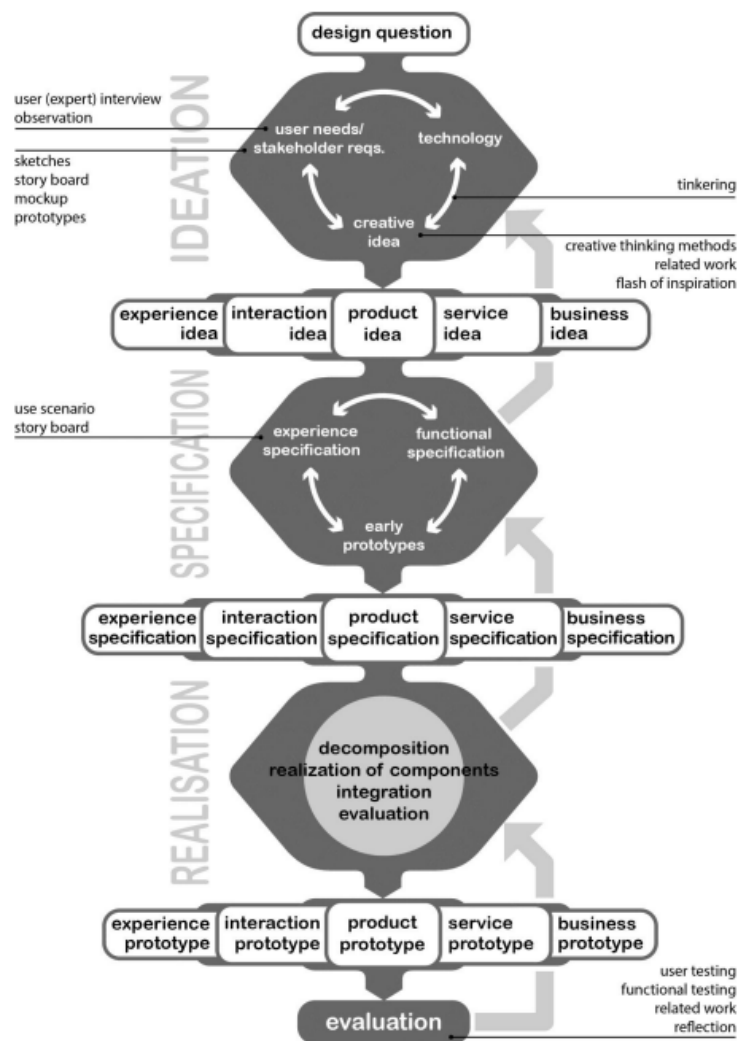 design question
IDEATION
user (expert) interview
observation
sketches
story board
mockup
prototypes
user needs/
stakeholder reqs.
technology
creative
idea
tinkering
creative thinking methods
related work
flash of inspiration
experience
idea
interaction
idea
product
idea
service
idea
business
idea
SPECIFICATION
use scenario
story board
experience
specification
functional
specification
early
prototypes
experience
specification
interaction
specification
product
specification
service
specification
business
specification
REALISATION
decomposition
realization of components
integration
evaluation
experience
prototype
interaction
prototype
product
prototype
service
prototype
business
prototype
evaluation
user testing
functional testing
related work
reflection